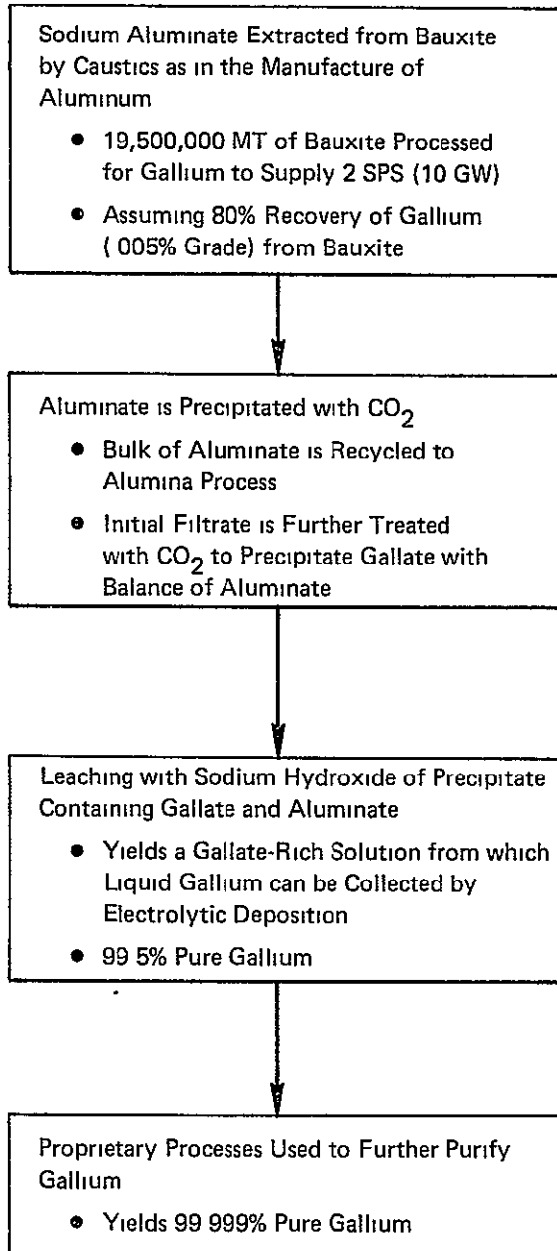 Sodium Aluminate Extracted from Bauxite
by Caustics as in the Manufacture of
Aluminum
● 19,500,000 MT of Bauxite Processed
for Gallium to Supply 2 SPS (10 GW)
● Assuming 80% Recovery of Gallium
( 005% Grade) from Bauxite
Aluminate is Precipitated with CO2
● Bulk of Aluminate is Recycled to
Alumina Process
● Initial Filtrate is Further Treated
with CO2 to Precipitate Gallate with
Balance of Aluminate
Leaching with Sodium Hydroxide of Precipitate
Containing Gallate and Aluminate
● Yields a Gallate-Rich Solution from which
Liquid Gallium can be Collected by
Electrolytic Deposition
● 99 5% Pure Gallium
Proprietary Processes Used to Further Purify
Gallium
● Yields 99 999% Pure Gallium